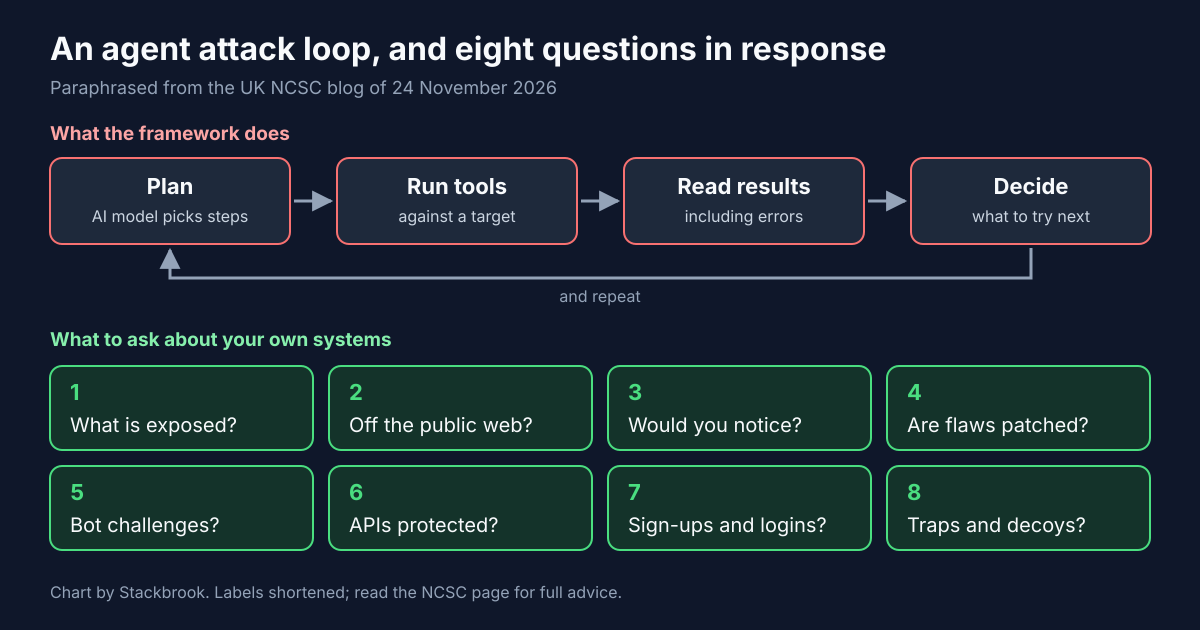 An agent attack loop, and eight questions in response
Paraphrased from the UK NCSC blog of 24 November 2026
What the framework does
Plan
AI model picks steps
Run tools
against a target
Read results
including errors
Decide
what to try next
and repeat
What to ask about your own systems
1
What is exposed?
2
Off the public web?
3
Would you notice?
4
Are flaws patched?
5
Bot challenges?
6
APIs protected?
7
Sign-ups and logins?
8
Traps and decoys?
Chart by Stackbrook. Labels shortened; read the NCSC page for full advice.